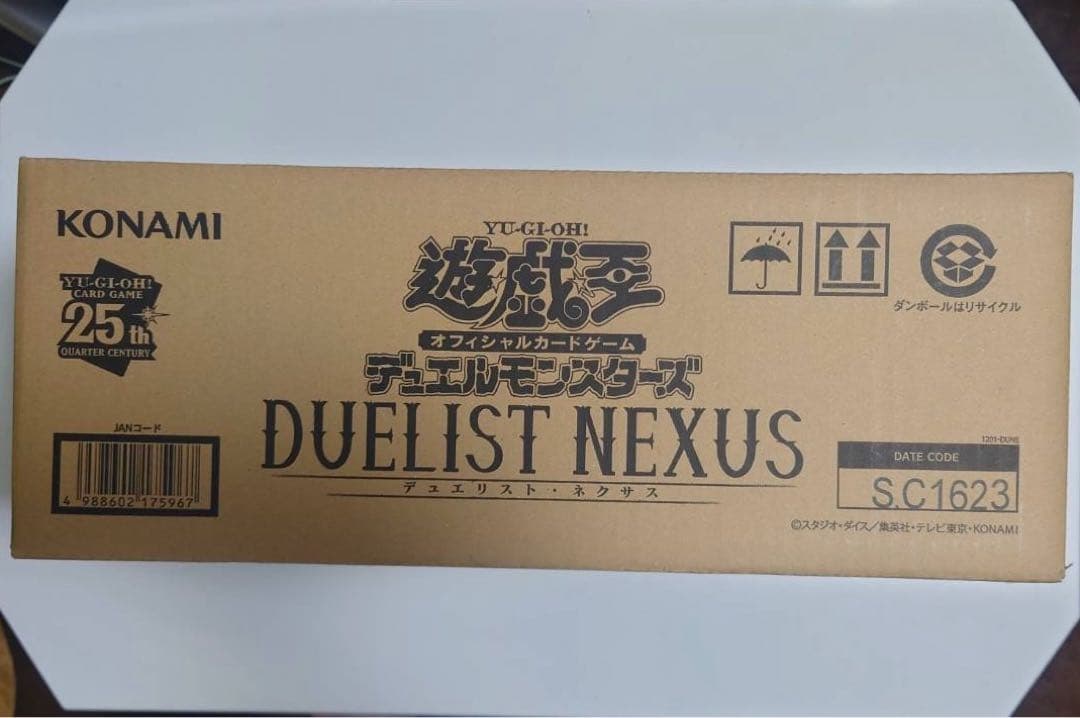 KONAMI
YU-GI-OH!
CARD GAME
25th
QUARTER CENTURY
YU-GI-OH!
遊戯王
オフィシャルカードゲーム
デュエルモンスターズ
DUELIST NEXUS
デュエリスト・ネクサス
ダンボールはリサイクル
JANコード
4 988602 175967
1201-DUNE
DATE CODE
S.C1623
©スタジオ・ダイス/集英社・テレビ東京・KONAMI